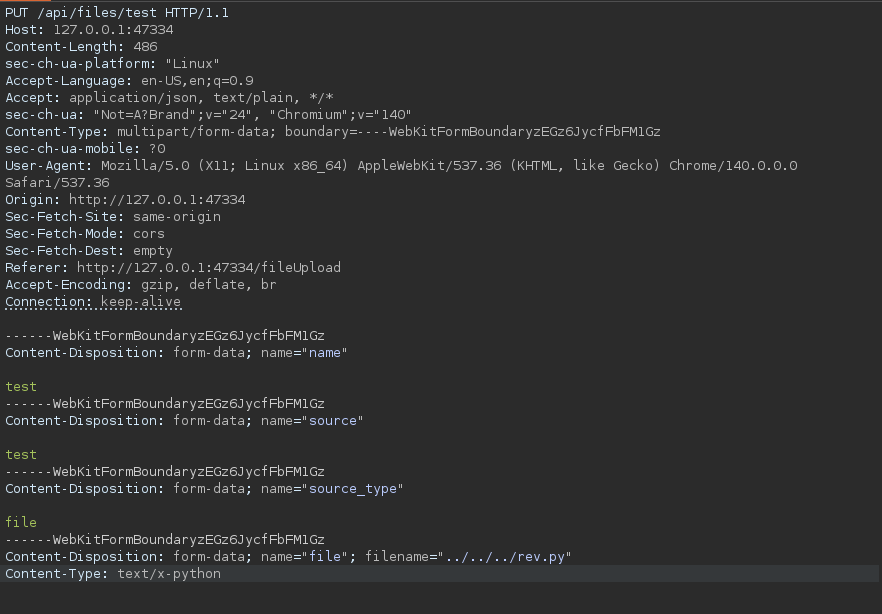 PUT /api/files/test HTTP/1.1
Host: 127.0.0.1:47334
Content-Length: 486
sec-ch-ua-platform: "Linux"
Accept-Language: en-US,en;q=0.9
Accept: application/json, text/plain, */*
sec-ch-ua: "Not=A?Brand";v="24", "Chromium";v="140"
Content-Type: multipart/form-data; boundary=----WebKitFormBoundaryzEGz6JycfFbFM1Gz
sec-ch-ua-mobile: ?0
User-Agent: Mozilla/5.0 (X11; Linux x86_64) AppleWebKit/537.36 (KHTML, like Gecko) Chrome/140.0.0.0
Safari/537.36
Origin: http://127.0.0.1:47334
Sec-Fetch-Site: same-origin
Sec-Fetch-Mode: cors
Sec-Fetch-Dest: empty
Referer: http://127.0.0.1:47334/fileUpload
Accept-Encoding: gzip, deflate, br
Connection: keep-alive

------WebKitFormBoundaryzEGz6JycfFbFM1Gz
Content-Disposition: form-data; name="name"

test
------WebKitFormBoundaryzEGz6JycfFbFM1Gz
Content-Disposition: form-data; name="source"

test
------WebKitFormBoundaryzEGz6JycfFbFM1Gz
Content-Disposition: form-data; name="source_type"

file
------WebKitFormBoundaryzEGz6JycfFbFM1Gz
Content-Disposition: form-data; name="file"; filename="../../../rev.py"
Content-Type: text/x-python